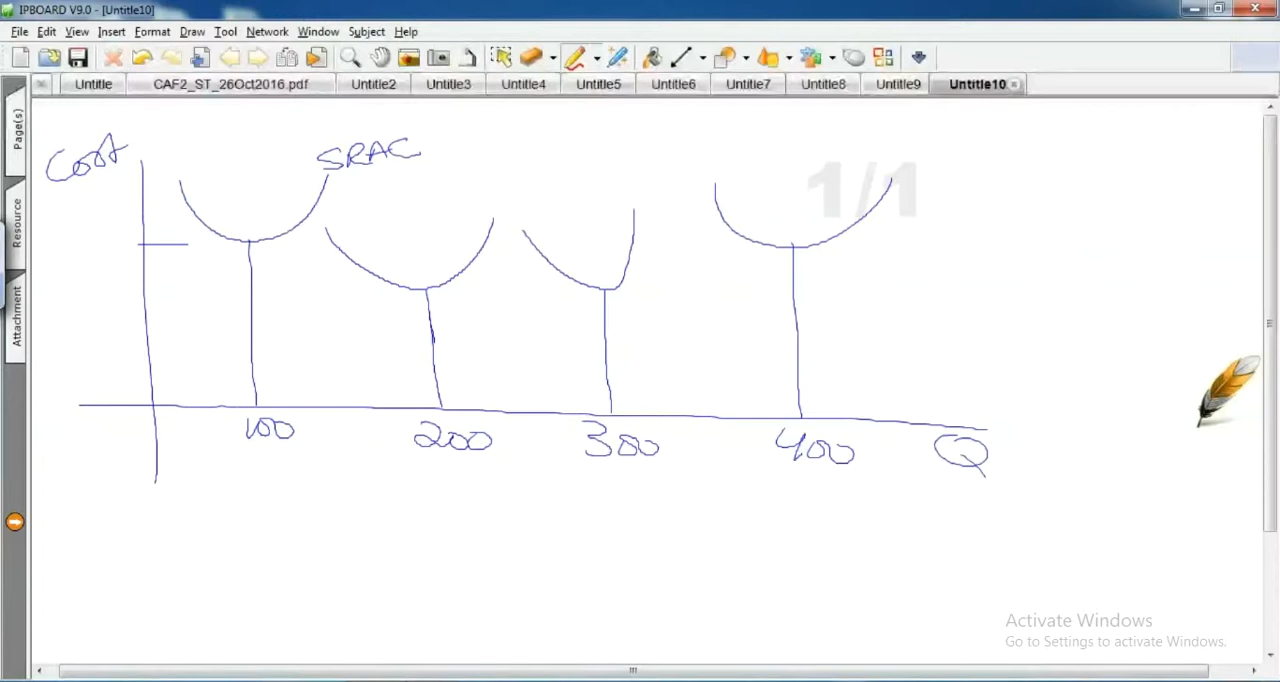 IPBOARD V9.0 - [Untitle10]
File Edit View Insert Format Draw Tool Network Window Subject Help
Untitle CAF2_ST_26Oct2016.pdf Untitle2 Untitle3 Untitle4 Untitle5 Untitle6 Untitle7 Untitle8 Untitle9 Untitle10
Page(s)
Resource
Attachment
Cost
SRAC
1/1
100 200 300 400 Q
Activate Windows
Go to Settings to activate Windows.